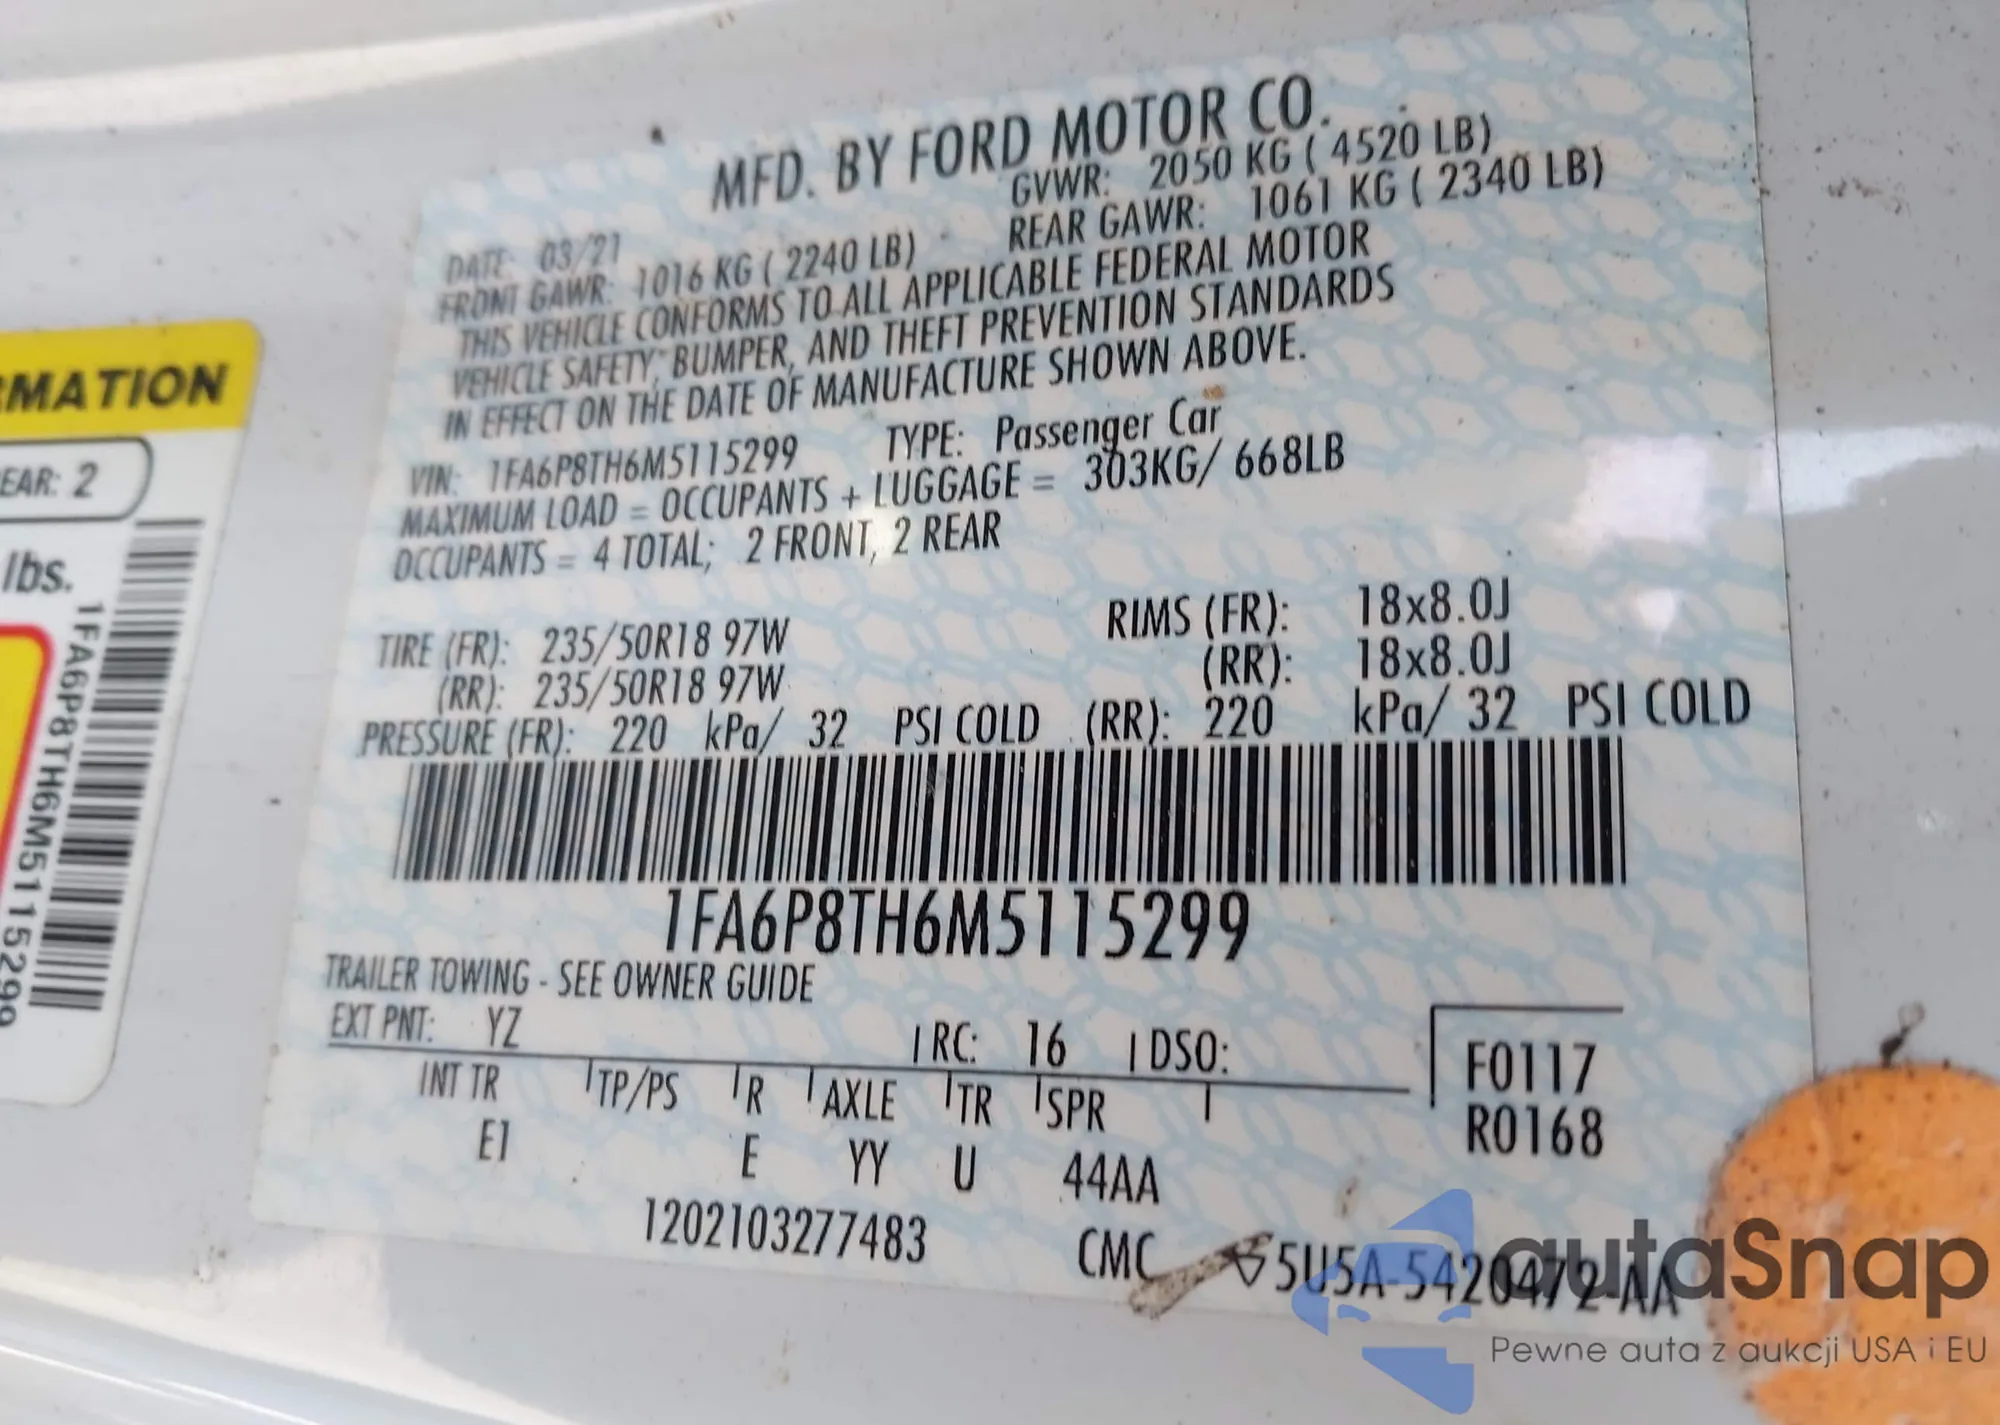 MFD. BY FORD MOTOR CO.
DATE: 03/21 GVWR: 2050 KG ( 4520 LB)
FRONT GAWR: 1016 KG ( 2240 LB) REAR GAWR: 1061 KG ( 2340 LB)
THIS VEHICLE CONFORMS TO ALL APPLICABLE FEDERAL MOTOR
VEHICLE SAFETY, BUMPER, AND THEFT PREVENTION STANDARDS
IN EFFECT ON THE DATE OF MANUFACTURE SHOWN ABOVE.
VIN: 1FA6P8TH6M5115299 TYPE: Passenger Car
MAXIMUM LOAD = OCCUPANTS + LUGGAGE = 303KG/ 668LB
OCCUPANTS = 4 TOTAL; 2 FRONT, 2 REAR
TIRE (FR): 235/50R18 97W RIMS (FR): 18x8.0J
(RR): 235/50R18 97W (RR): 18x8.0J
PRESSURE (FR): 220 kPa/ 32 PSI COLD (RR): 220 kPa/ 32 PSI COLD
1FA6P8TH6M5115299
TRAILER TOWING - SEE OWNER GUIDE
EXT PNT: YZ RC: 16 DSO: F0117
INT TR TP/PS R AXLE TR SPR R0168
E1 E YY U 44AA
1202103277483 CMC 5U5A-5420472-AA
RMATION
EAR: 2
lbs.
1FA6P8TH6M5115299
autaSnap
Pewne auta z aukcji USA i EU